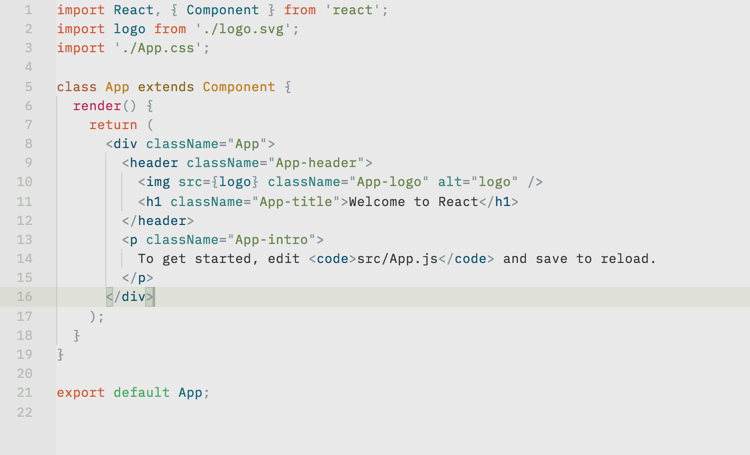 1 import React, { Component } from 'react';
2 import logo from './logo.svg';
3 import './App.css';
4
5 class App extends Component {
6   render() {
7     return (
8       <div className="App">
9         <header className="App-header">
10           <img src={logo} className="App-logo" alt="logo" />
11           <h1 className="App-title">Welcome to React</h1>
12         </header>
13         <p className="App-intro">
14           To get started, edit <code>src/App.js</code> and save to reload.
15         </p>
16       </div>
17     );
18   }
19 }
20
21 export default App;
22